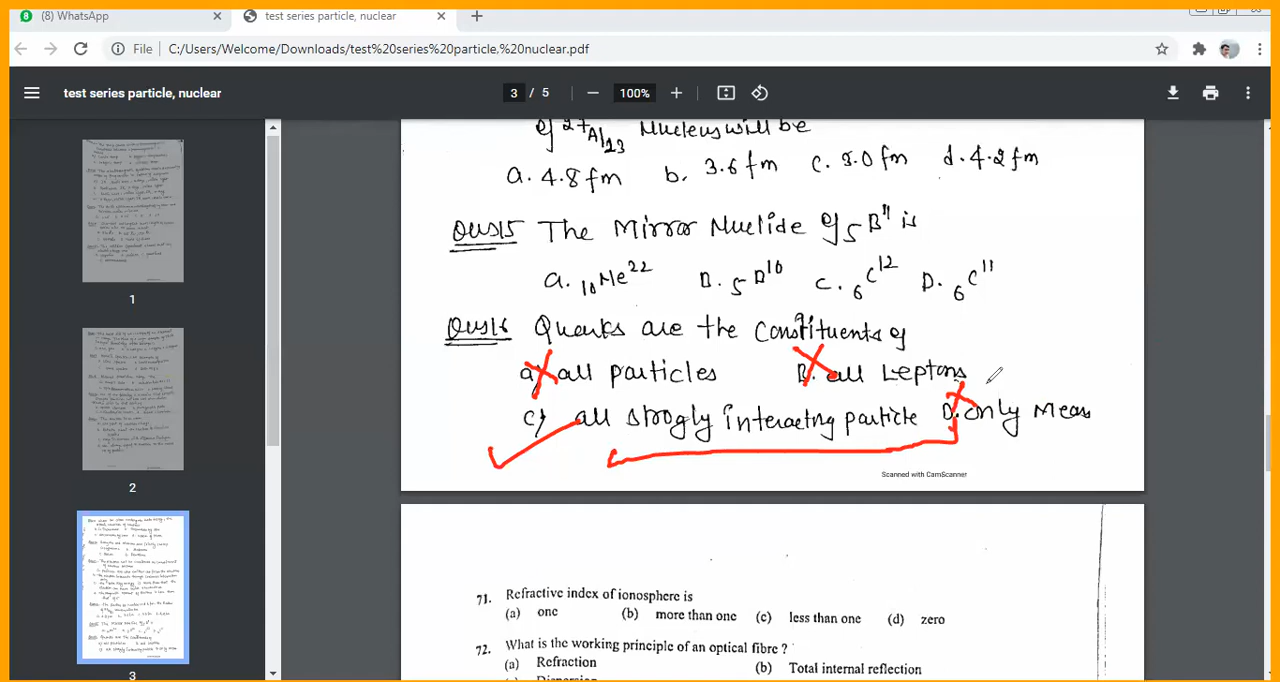 (8) WhatsApp
test series particle, nuclear
File C:/Users/Welcome/Downloads/test%20series%20particle,%20nuclear.pdf
test series particle, nuclear
3 / 5
100%
1
2
3
of 27Al13 Nucleus will be
a. 4.8 fm b. 3.6 fm c. 3.0 fm d. 4.2 fm
Ques15 The Mirror Nuclide of 5B11 is
a. 10Ne22 B. 5B10 C. 6C12 D. 6C11
Ques16 Quarks are the Constituents of
a) all particles B. all Leptons
c) all strogly interacting particle D. only Meas
Scanned with CamScanner
71. Refractive index of ionosphere is
(a) one (b) more than one (c) less than one (d) zero
72. What is the working principle of an optical fibre ?
(a) Refraction (b) Total internal reflection